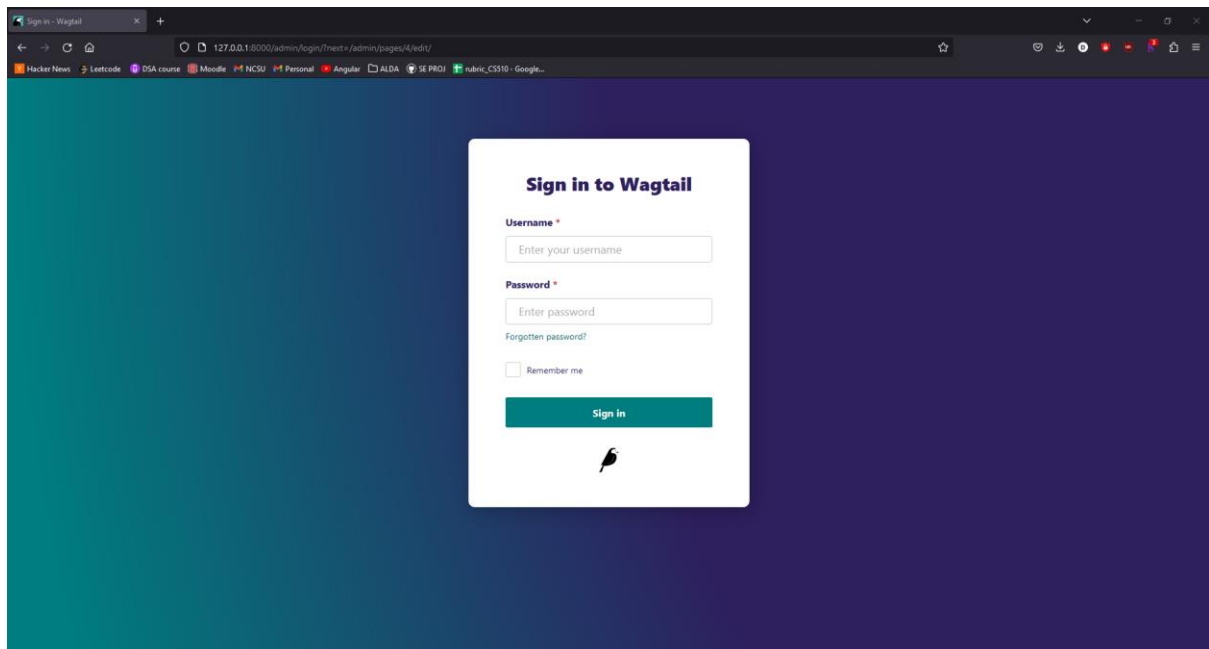 Sign in - Wagtail
127.0.0.1:8000/admin/login/?next=/admin/pages/4/edit/
Hacker News Leetcode DSA course Moodle NCSU Personal Angular ALDA SE PROJ rubric_CS510 - Google...
Sign in to Wagtail
Username *
Enter your username
Password *
Enter password
Forgotten password?
Remember me
Sign in